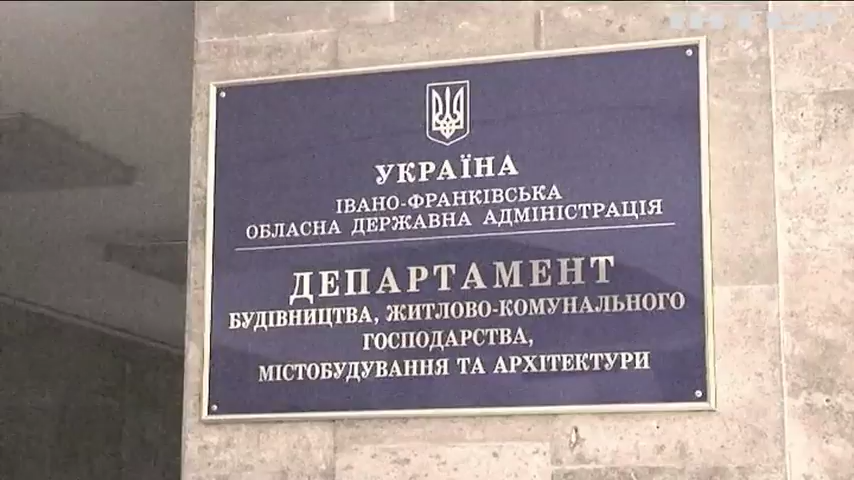 УКРАЇНА
ІВАНО-ФРАНКІВСЬКА
ОБЛАСНА ДЕРЖАВНА АДМІНІСТРАЦІЯ
ДЕПАРТАМЕНТ
БУДІВНИЦТВА, ЖИТЛОВО-КОМУНАЛЬНОГО
ГОСПОДАРСТВА,
МІСТОБУДУВАННЯ ТА АРХІТЕКТУРИ